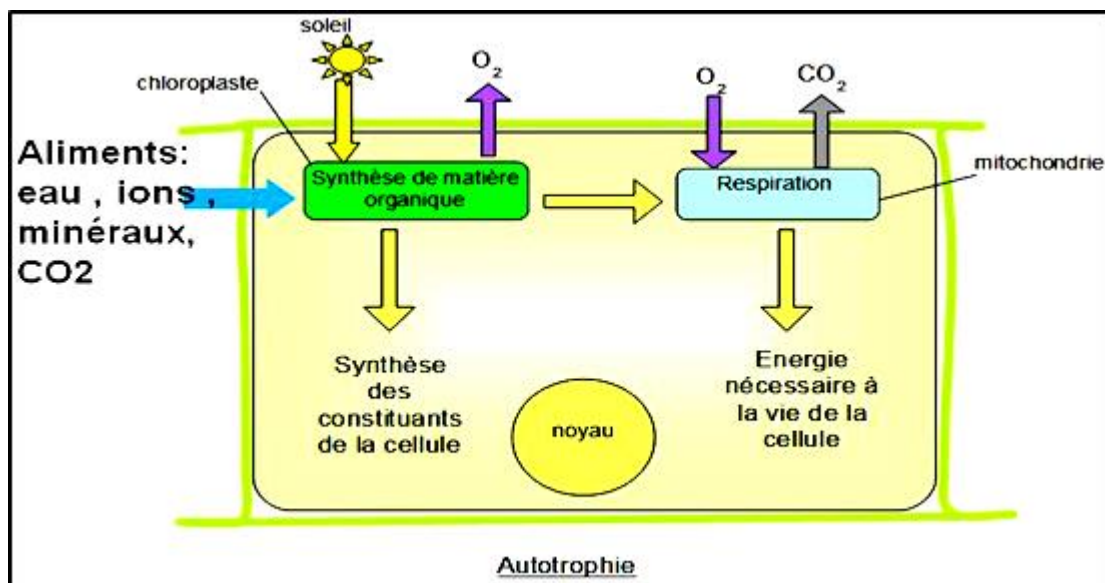 soleil
O2
O2
CO2
chloroplaste
Aliments:
eau , ions ,
minéraux,
CO2
Synthèse de matière
organique
Respiration
mitochondrie
Synthèse
des
constituants
de la cellule
noyau
Energie
nécessaire à
la vie de la
cellule
Autotrophie